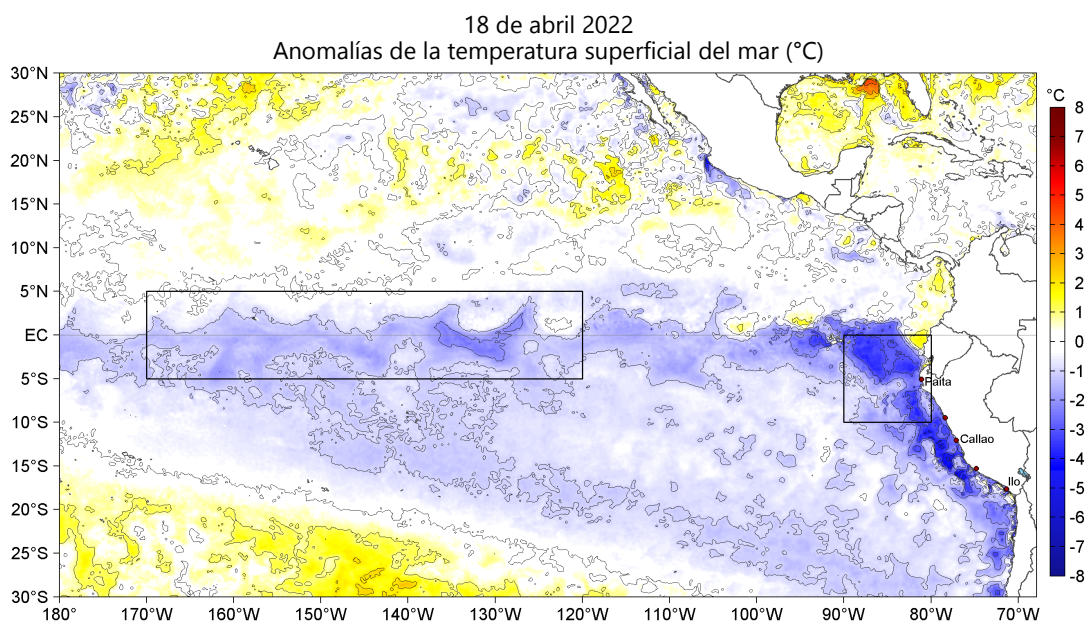 18 de abril 2022
Anomalías de la temperatura superficial del mar (°C)
30°N
25°N
20°N
15°N
10°N
5°N
EC
5°S
10°S
15°S
20°S
25°S
30°S
180
170°W
160°W
150°W
140°W
130°W
120°W
110°W
100°W
90°W
80°W
70°W
Paita
Callao
Ilo
°C
8
7
6
5
4
3
2
1
0
-1
-2
-3
-4
-5
-6
-7
-8